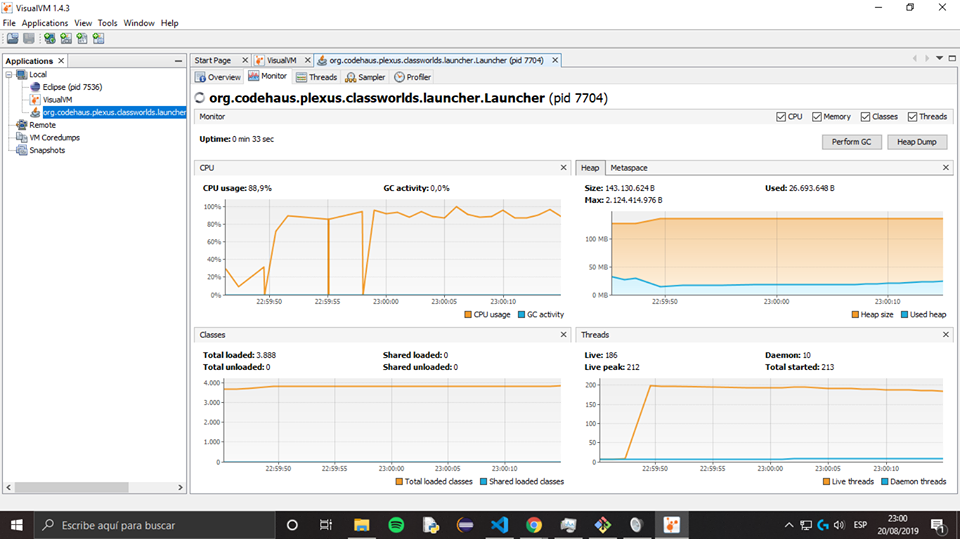 VisualVM 1.4.3
File Applications View Tools Window Help
Applications
Start Page
VisualVM
org.codehaus.plexus.classworlds.launcher.Launcher (pid 7704)
Local
Eclipse (pid 7536)
VisualVM
org.codehaus.plexus.classworlds.launcher
Remote
VM Coredumps
Snapshots
Overview Monitor Threads Sampler Profiler
org.codehaus.plexus.classworlds.launcher.Launcher (pid 7704)
Monitor
CPU Memory Classes Threads
Uptime: 0 min 33 sec
Perform GC Heap Dump
CPU
CPU usage: 88,9% GC activity: 0,0%
100%
80%
60%
40%
20%
0%
22:59:50 22:59:55 23:00:00 23:00:05 23:00:10
CPU usage GC activity
Heap Metaspace
Size: 143.130.624 B Used: 26.693.648 B
Max: 2.124.414.976 B
100 MB
50 MB
0 MB
22:59:50 23:00:00 23:00:10
Heap size Used heap
Classes
Total loaded: 3.888 Shared loaded: 0
Total unloaded: 0 Shared unloaded: 0
4.000
3.000
2.000
1.000
0
22:59:50 22:59:55 23:00:00 23:00:05 23:00:10
Total loaded classes Shared loaded classes
Threads
Live: 186 Daemon: 10
Live peak: 212 Total started: 213
200
150
100
50
0
22:59:50 22:59:55 23:00:00 23:00:05 23:00:10
Live threads Daemon threads
Escribe aquí para buscar
ESP
23:00
20/08/2019
1